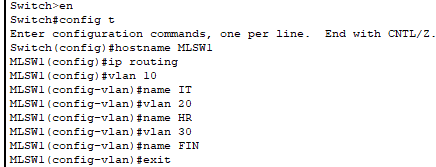 Switch>en
Switch#config t
Enter configuration commands, one per line.  End with CNTL/Z.
Switch(config)#hostname MLSW1
MLSW1(config)#ip routing
MLSW1(config)#vlan 10
MLSW1(config-vlan)#name IT
MLSW1(config-vlan)#vlan 20
MLSW1(config-vlan)#name HR
MLSW1(config-vlan)#vlan 30
MLSW1(config-vlan)#name FIN
MLSW1(config-vlan)#exit